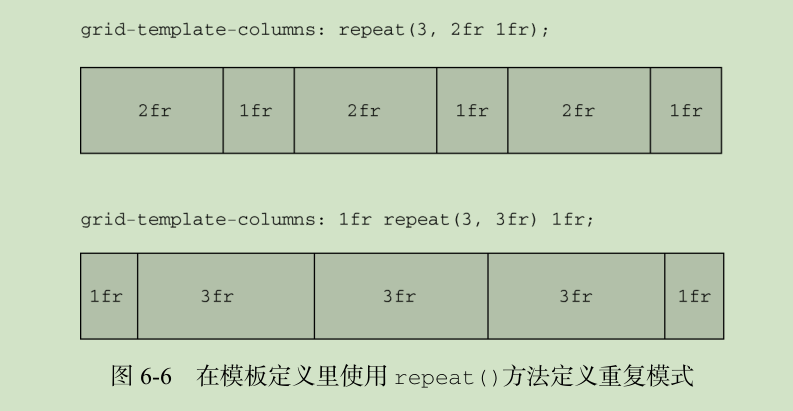 grid-template-columns: repeat(3, 2fr 1fr);
2fr 1fr 2fr 1fr 2fr 1fr
grid-template-columns: 1fr repeat(3, 3fr) 1fr;
1fr 3fr 3fr 3fr 1fr
图 6-6 在模板定义里使用 repeat()方法定义重复模式